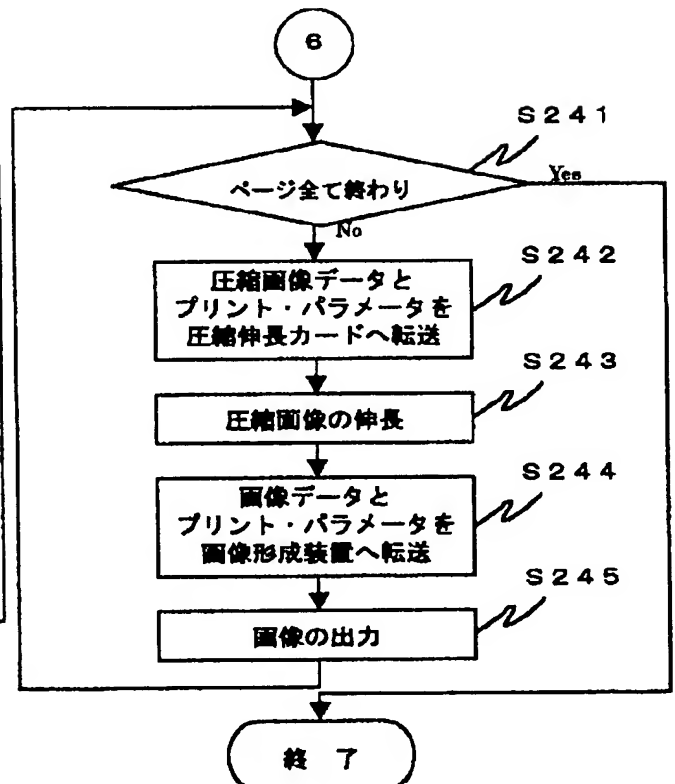 6
S241
ページ全て終わり
Yes
No
S242
圧縮画像データと
プリント・パラメータを
圧縮伸長カードへ転送
S243
圧縮画像の伸長
S244
画像データと
プリント・パラメータを
画像形成装置へ転送
S245
画像の出力
終 了